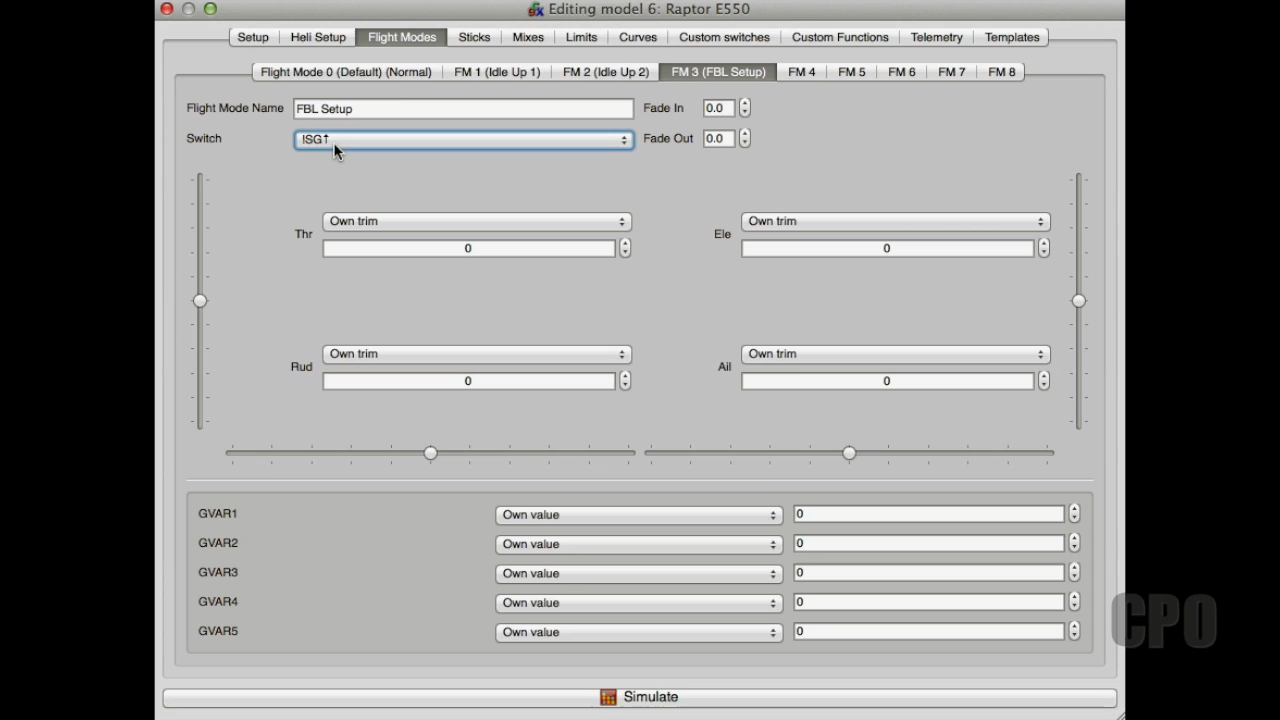 Editing model 6: Raptor E550
Setup Heli Setup Flight Modes Sticks Mixes Limits Curves Custom switches Custom Functions Telemetry Templates
Flight Mode 0 (Default) (Normal) FM 1 (Idle Up 1) FM 2 (Idle Up 2) FM 3 (FBL Setup) FM 4 FM 5 FM 6 FM 7 FM 8
Flight Mode Name FBL Setup Fade In 0.0
Switch !SG↑ Fade Out 0.0
Own trim Own trim
Thr Ele
0 0
Own trim Own trim
Rud Ail
0 0
GVAR1 Own value 0
GVAR2 Own value 0
GVAR3 Own value 0
GVAR4 Own value 0
GVAR5 Own value 0
CPO
Simulate